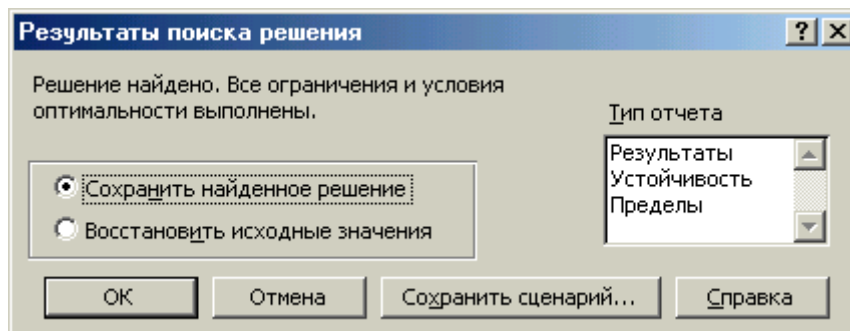 Результаты поиска решения
Решение найдено. Все ограничения и условия
оптимальности выполнены.
Тип отчета
Результаты
Устойчивость
Пределы
Сохранить найденное решение
Восстановить исходные значения
ОК
Отмена
Сохранить сценарий...
Справка